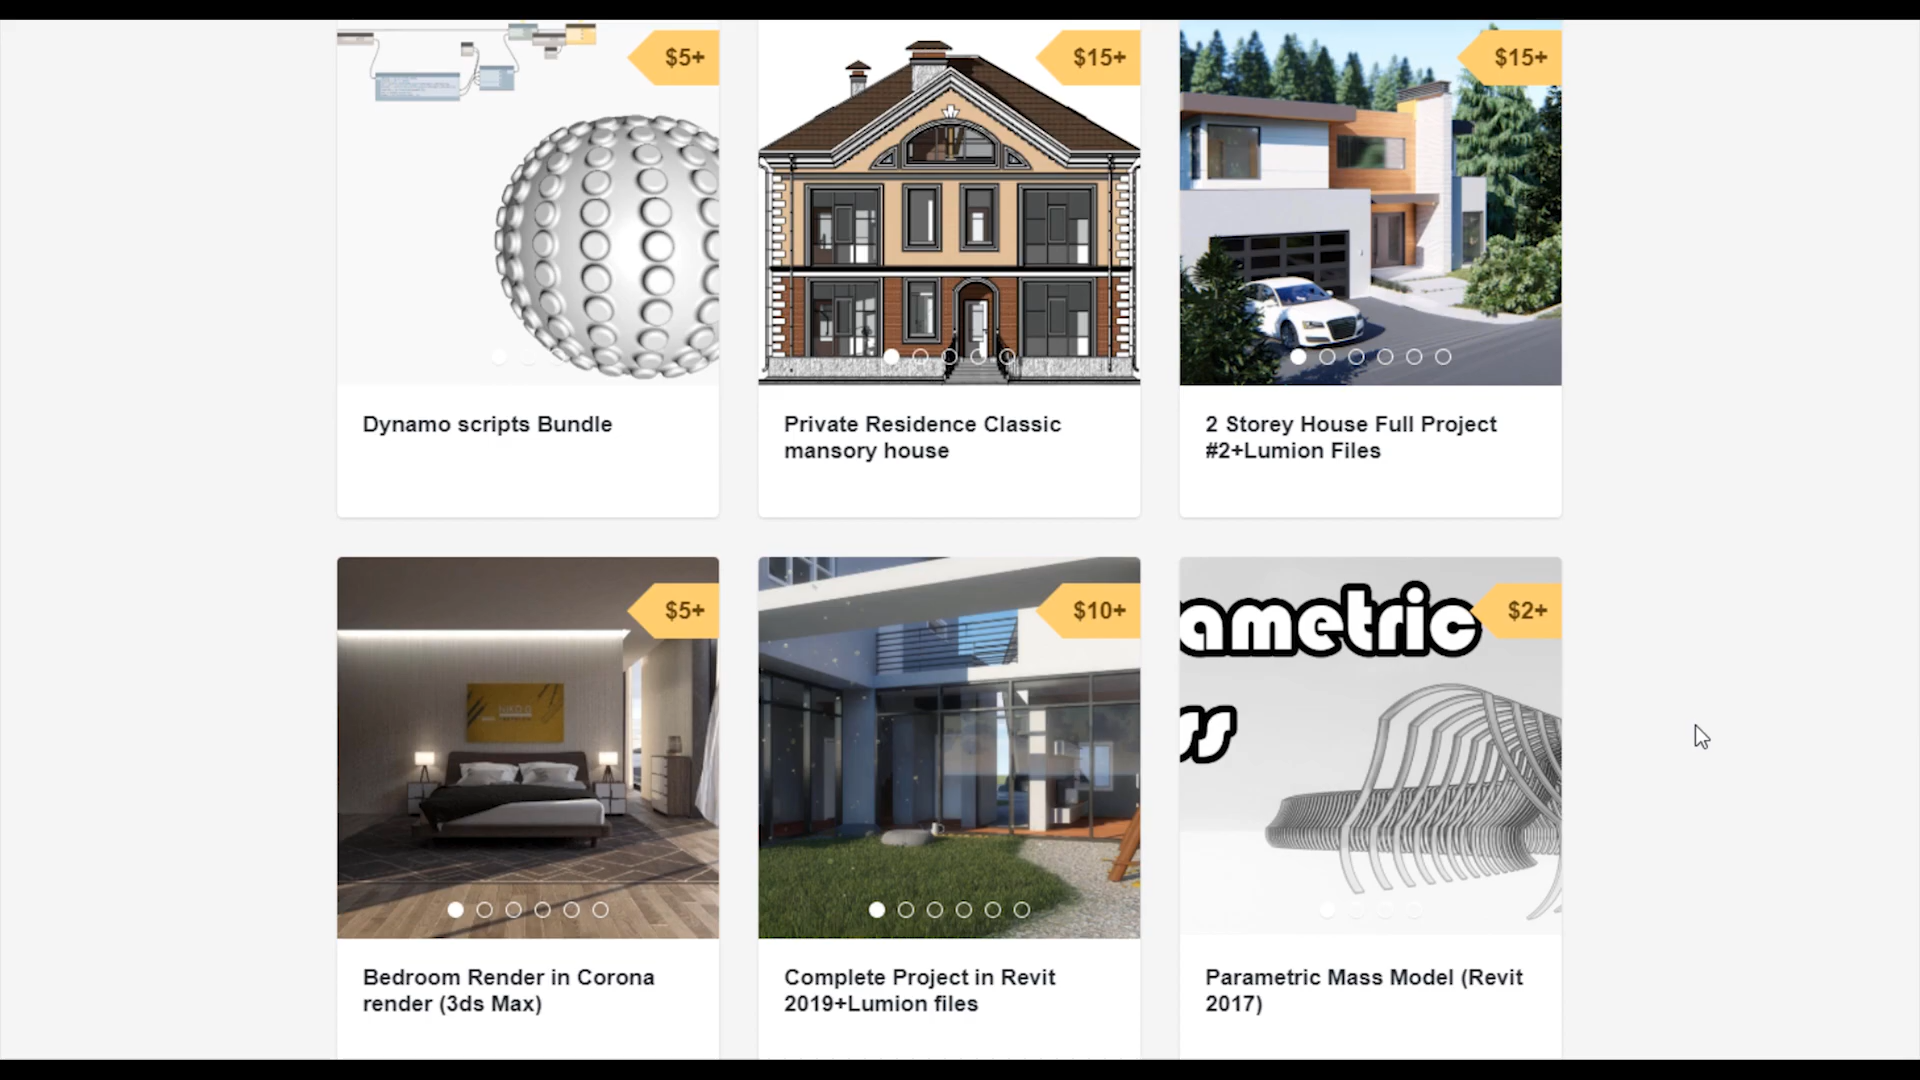 $5+
$15+
$15+
Dynamo scripts Bundle
Private Residence Classic
mansory house
2 Storey House Full Project
#2+Lumion Files
$5+
$10+
ametric
$2+
Bedroom Render in Corona
render (3ds Max)
Complete Project in Revit
2019+Lumion files
Parametric Mass Model (Revit
2017)